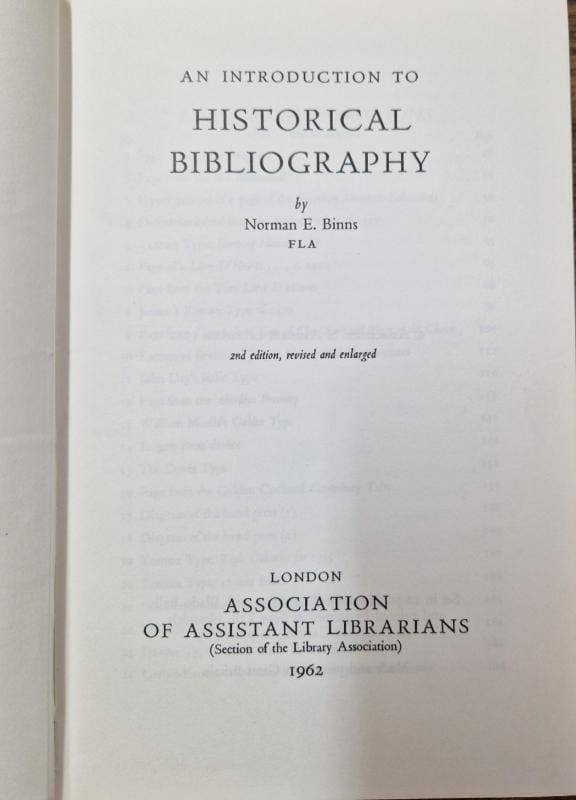 AN INTRODUCTION TO
HISTORICAL
BIBLIOGRAPHY
by
Norman E. Binns
FLA
2nd edition, revised and enlarged
LONDON
ASSOCIATION
OF ASSISTANT LIBRARIANS
(Section of the Library Association)
1962